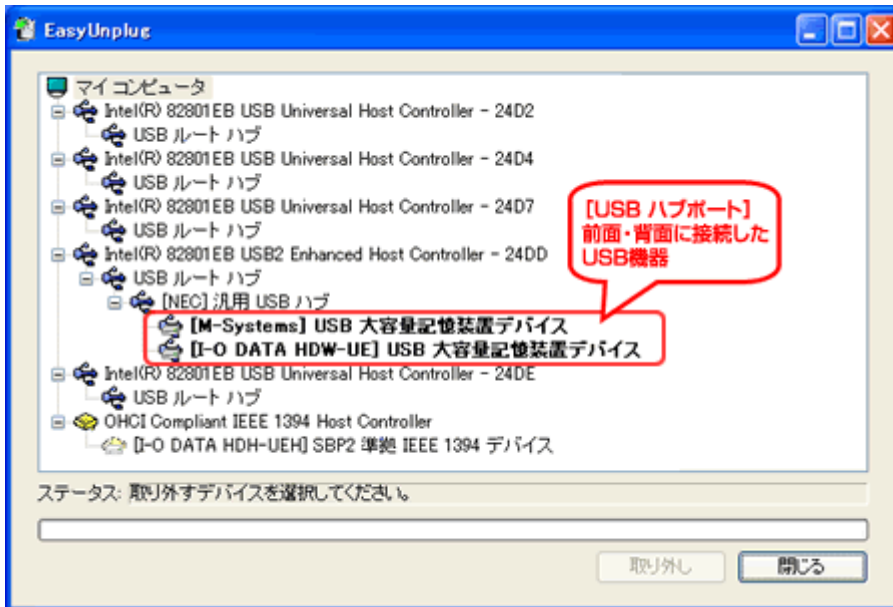 EasyUnplug
マイ コンピュータ
Intel(R) 82801EB USB Universal Host Controller - 24D2
USB ルート ハブ
Intel(R) 82801EB USB Universal Host Controller - 24D4
USB ルート ハブ
Intel(R) 82801EB USB Universal Host Controller - 24D7
USB ルート ハブ
Intel(R) 82801EB USB2 Enhanced Host Controller - 24DD
USB ルート ハブ
[NEC] 汎用 USB ハブ
[M-Systems] USB 大容量記憶装置デバイス
[I-O DATA HDW-UE] USB 大容量記憶装置デバイス
Intel(R) 82801EB USB Universal Host Controller - 24DE
USB ルート ハブ
OHCI Compliant IEEE 1394 Host Controller
[I-O DATA HDH-UEH] SBP2 準拠 IEEE 1394 デバイス
[USB ハブポート]
前面・背面に接続した
USB機器
ステータス: 取り外すデバイスを選択してください。
取り外し
閉じる